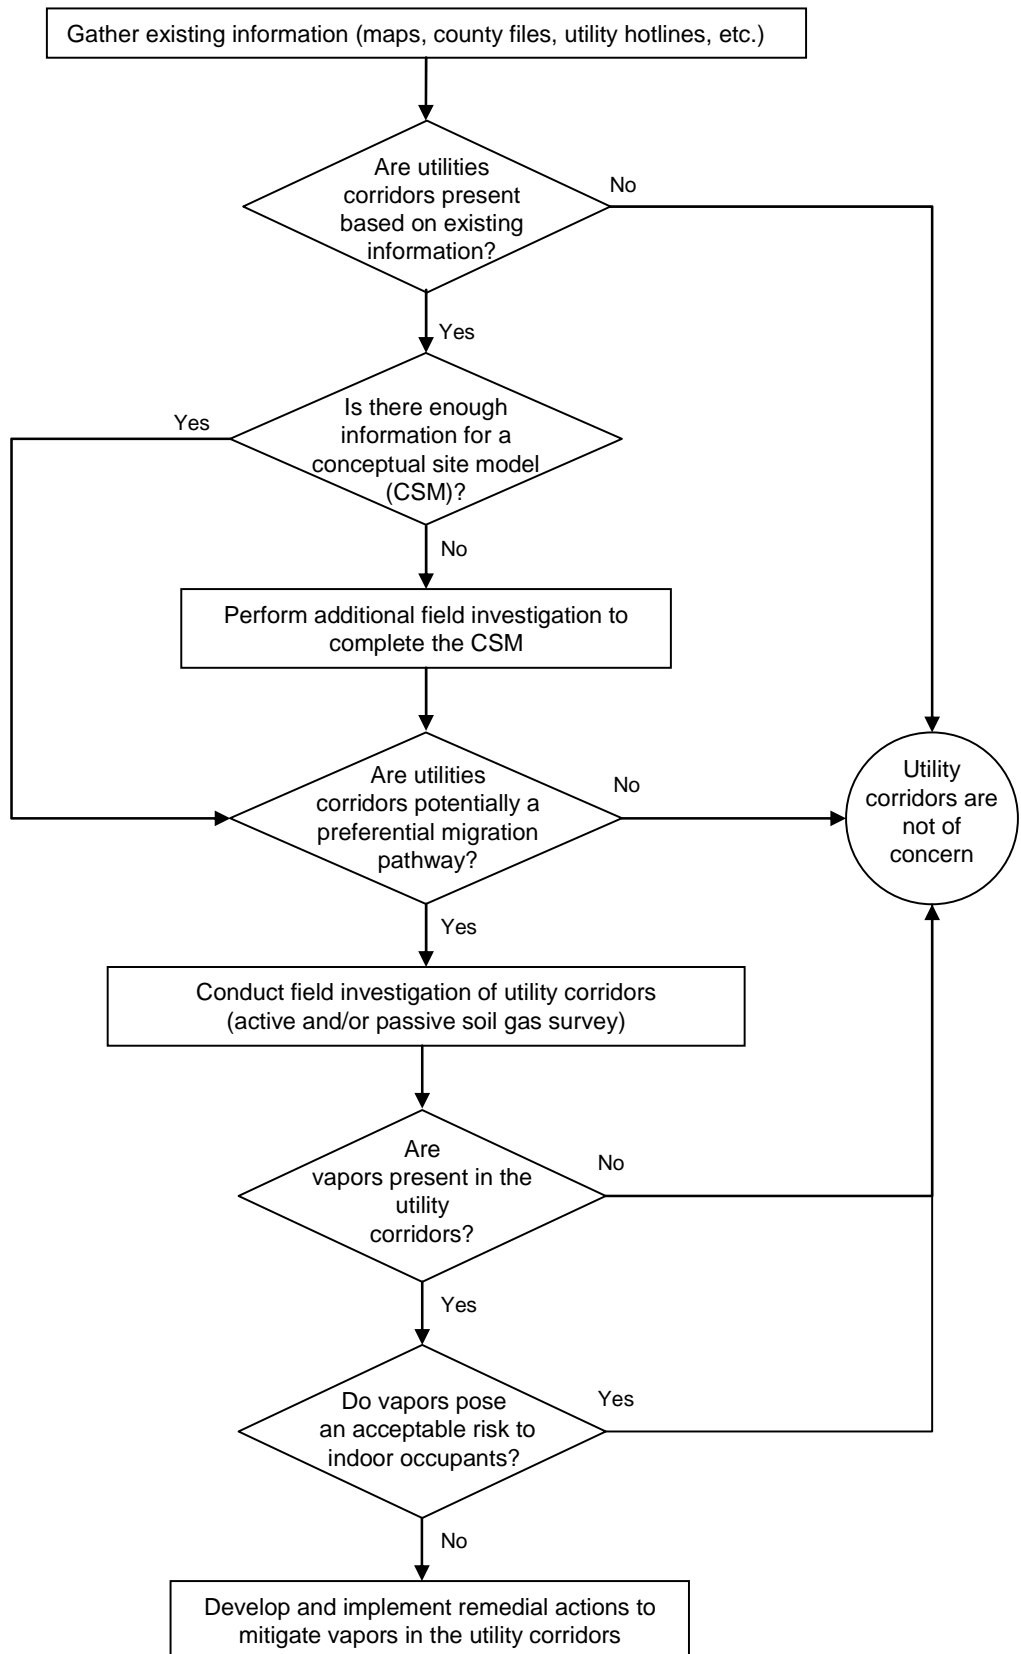 Gather existing information (maps, county files, utility hotlines, etc.)
Are utilities
corridors present
based on existing
information?
No
Yes
Is there enough
information for a
conceptual site model
(CSM)?
Yes
No
Perform additional field investigation to
complete the CSM
Are utilities
corridors potentially a
preferential migration
pathway?
No
Utility
corridors are
not of
concern
Yes
Conduct field investigation of utility corridors
(active and/or passive soil gas survey)
Are
vapors present in the
utility
corridors?
No
Yes
Do vapors pose
an acceptable risk to
indoor occupants?
Yes
No
Develop and implement remedial actions to
mitigate vapors in the utility corridors